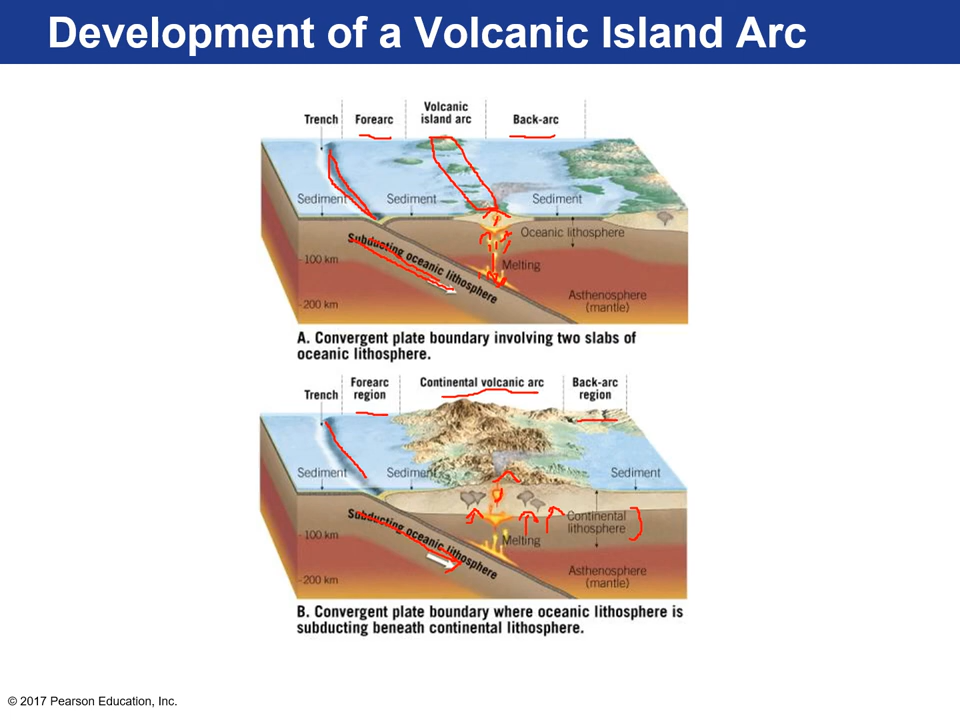 Development of a Volcanic Island Arc
Trench
Forearc
Volcanic
island arc
Back-arc
Sediment
Sediment
Sediment
Subducting oceanic lithosphere
Oceanic lithosphere
100 km
Melting
Asthenosphere
(mantle)
200 km
A. Convergent plate boundary involving two slabs of
oceanic lithosphere.
Trench
Forearc
region
Continental volcanic arc
Back-arc
region
Sediment
Sediment
Sediment
Subducting oceanic lithosphere
Continental
lithosphere
100 km
Melting
Asthenosphere
(mantle)
200 km
B. Convergent plate boundary where oceanic lithosphere is
subducting beneath continental lithosphere.
© 2017 Pearson Education, Inc.